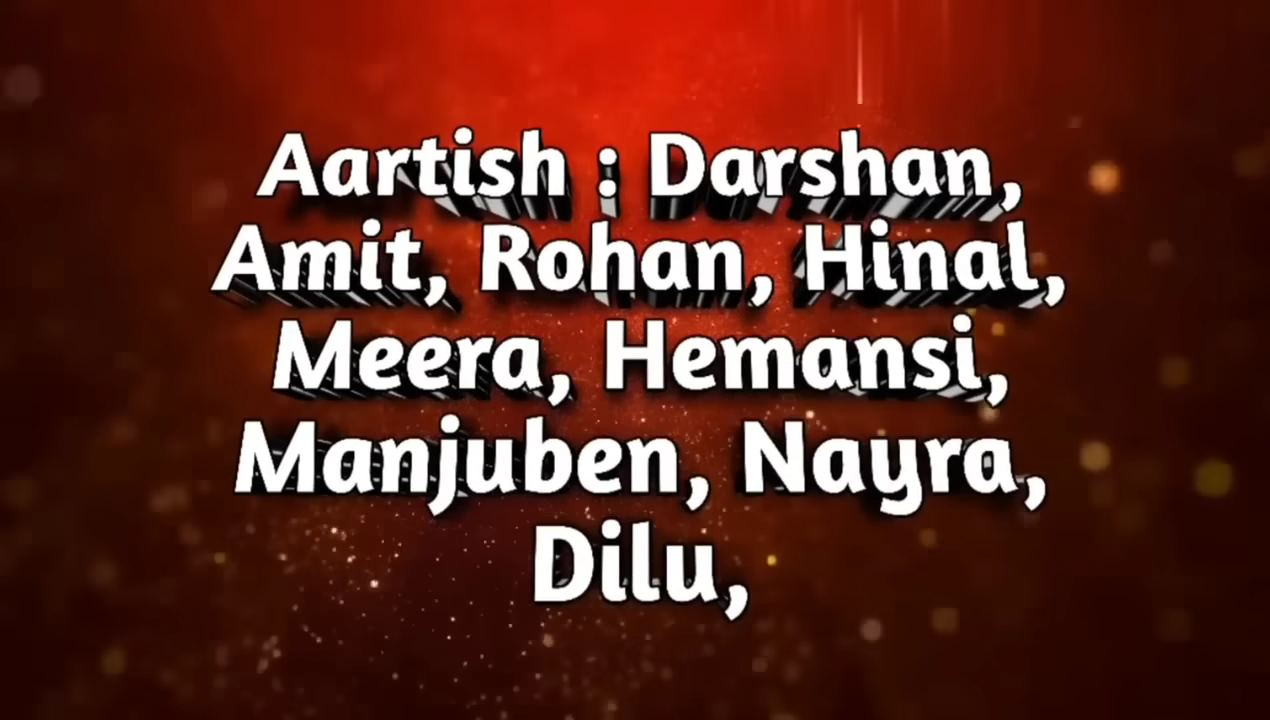 Aartish : Darshan,
Amit, Rohan, Hinal,
Meera, Hemansi,
Manjuben, Nayra,
Dilu,